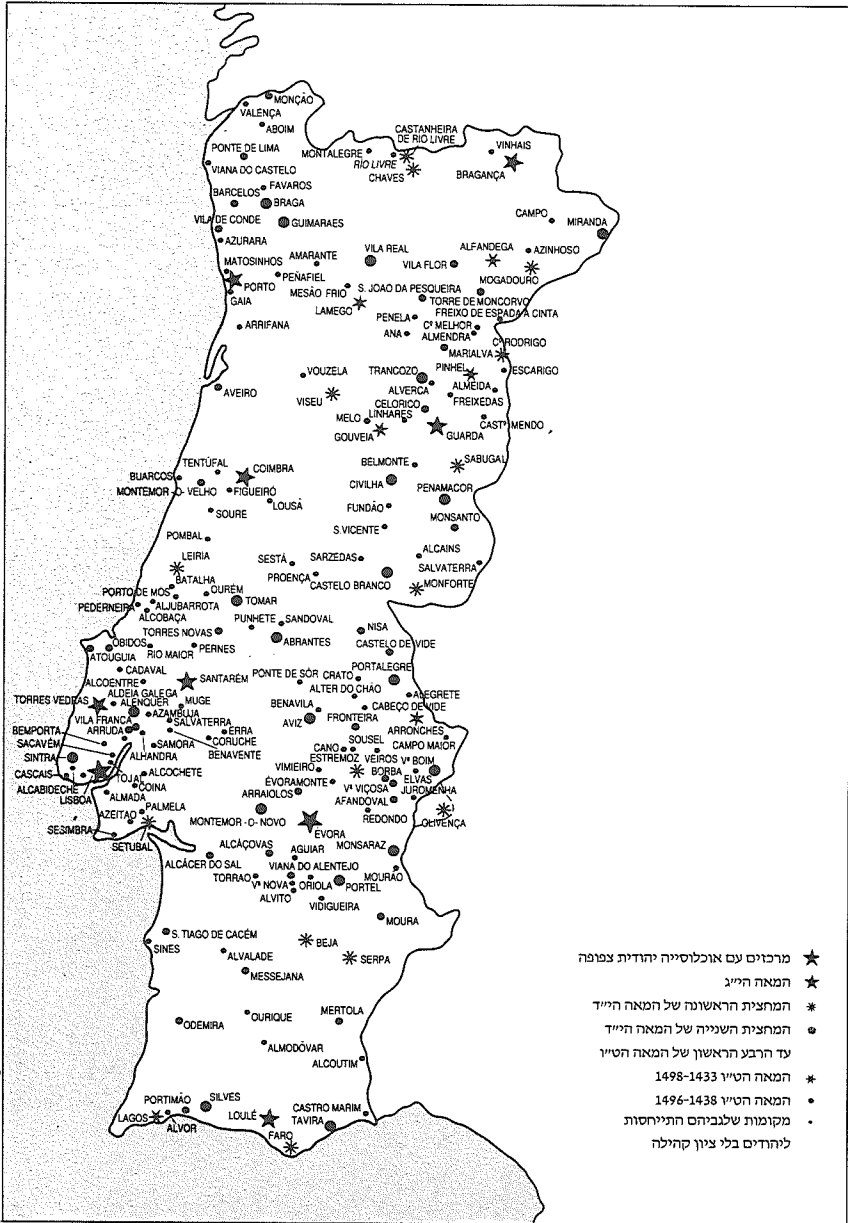 MONÇÃO
VALENÇA
ABOIM
CASTANHEIRA
DE RIO LIVRE
PONTE DE LIMA
MONTALEGRE
RIO LIVRE
VINHAIS
VIANA DO CASTELO
CHAVES
BRAGANÇA
FAVAROS
BARCELOS
BRAGA
CAMPO
MIRANDA
VILA DE CONDE
GUIMARAES
AZURARA
VILA REAL
ALFANDEGA
AZINHOSO
AMARANTE
VILA FLOR
MATOSINHOS
PEÑAFIEL
MOGADOURO
PORTO
MESÃO FRIO
S. JOAO DA PESQUEIRA
GAIA
LAMEGO
TORRE DE MONCORVO
FREIXO DE ESPADA À CINTA
PENELA
ARRIFANA
ANA
Cº MELHOR
ALMENDRA
Cº RODRIGO
MARIALVA
PINHEL
ESCARIGO
VOUZELA
TRANCOZO
AVEIRO
VISEU
ALVERCA
ALMEIDA
CELORICO
FREIXEDAS
MELO
LINHARES
CASTº MENDO
GOUVEIA
GUARDA
TENTÚFAL
COIMBRA
BELMONTE
SABUGAL
BUARCOS
CIVILHA
MONTEMOR-O-VELHO
FIGUEIRÓ
PENAMACOR
LOUSÃ
SOURE
FUNDÃO
MONSANTO
S.VICENTE
POMBAL
LEIRIA
SESTÁ
SARZEDAS
ALCAINS
SALVATERRA
BATALHA
PROENÇA
CASTELO BRANCO
MONFORTE
PORTO DE MÓS
OURÉM
PEDERNEIRA
ALJUBARROTA
TOMAR
ALCOBAÇA
PUNHETE
SANDOVAL
NISA
TORRES NOVAS
ABRANTES
OBIDOS
CASTELO DE VIDE
ATOUGUIA
RIO MAIOR
PERNES
CADAVAL
PONTE DE SÔR
CRATO
PORTALEGRE
ALCOENTRE
SANTARÉM
ALTER DO CHÃO
ALEGRETE
ALDEIA GALEGA
TORRES VEDRAS
ALENQUER
MUGE
BENAVILA
CABEÇO DE VIDE
VILA FRANCA
AZAMBUJA
AVIZ
FRONTEIRA
ARRONCHES
BEMPORTA
ARRUDA
SALVATERRA
ERRA
SOUSEL
CAMPO MAIOR
SACAVÉM
SAMORA
CORUCHE
CANO
SINTRA
ALHANDRA
BENAVENTE
ESTREMOZ
VEIROS
Vª BOIM
CASCAIS
TOJAL
ALCOCHETE
VIMIEIRO
BORBA
ALCABIDECHE
COINA
ÉVORAMONTE
Vª VIÇOSA
ELVAS
LISBOA
ALMADA
ARRAIOLOS
AFANDOVAL
JUROMENHA
PALMELA
AZEITAO
MONTEMOR-O-NOVO
REDONDO
OLIVENÇA
SESIMBRA
SETUBAL
ÉVORA
ALCAÇOVAS
AGUIAR
MONSARAZ
ALCÁCER DO SAL
VIANA DO ALENTEJO
TORRAO
Vª NOVA
ORIOLA
PORTEL
MOURÃO
ALVITO
VIDIGUEIRA
MOURA
S. TIAGO DE CACÉM
BEJA
SINES
ALVALADE
SERPA
MESSEJANA
OURIQUE
MERTOLA
ODEMIRA
ALMODÔVAR
ALCOUTIM
PORTIMÃO
SILVES
LOULÉ
CASTRO MARIM
LAGOS
ALVOR
TAVIRA
FARO
מרכזים עם אוכלוסייה יהודית צפופה
המאה הי״ג
המחצית הראשונה של המאה הי״ד
המחצית השנייה של המאה הי״ד
עד הרבע הראשון של המאה הט״ו
המאה הט״ו 1498-1433
המאה הט״ו 1496-1438
מקומות שלגביהם התייחסות
ליהודים בלי ציון קהילה